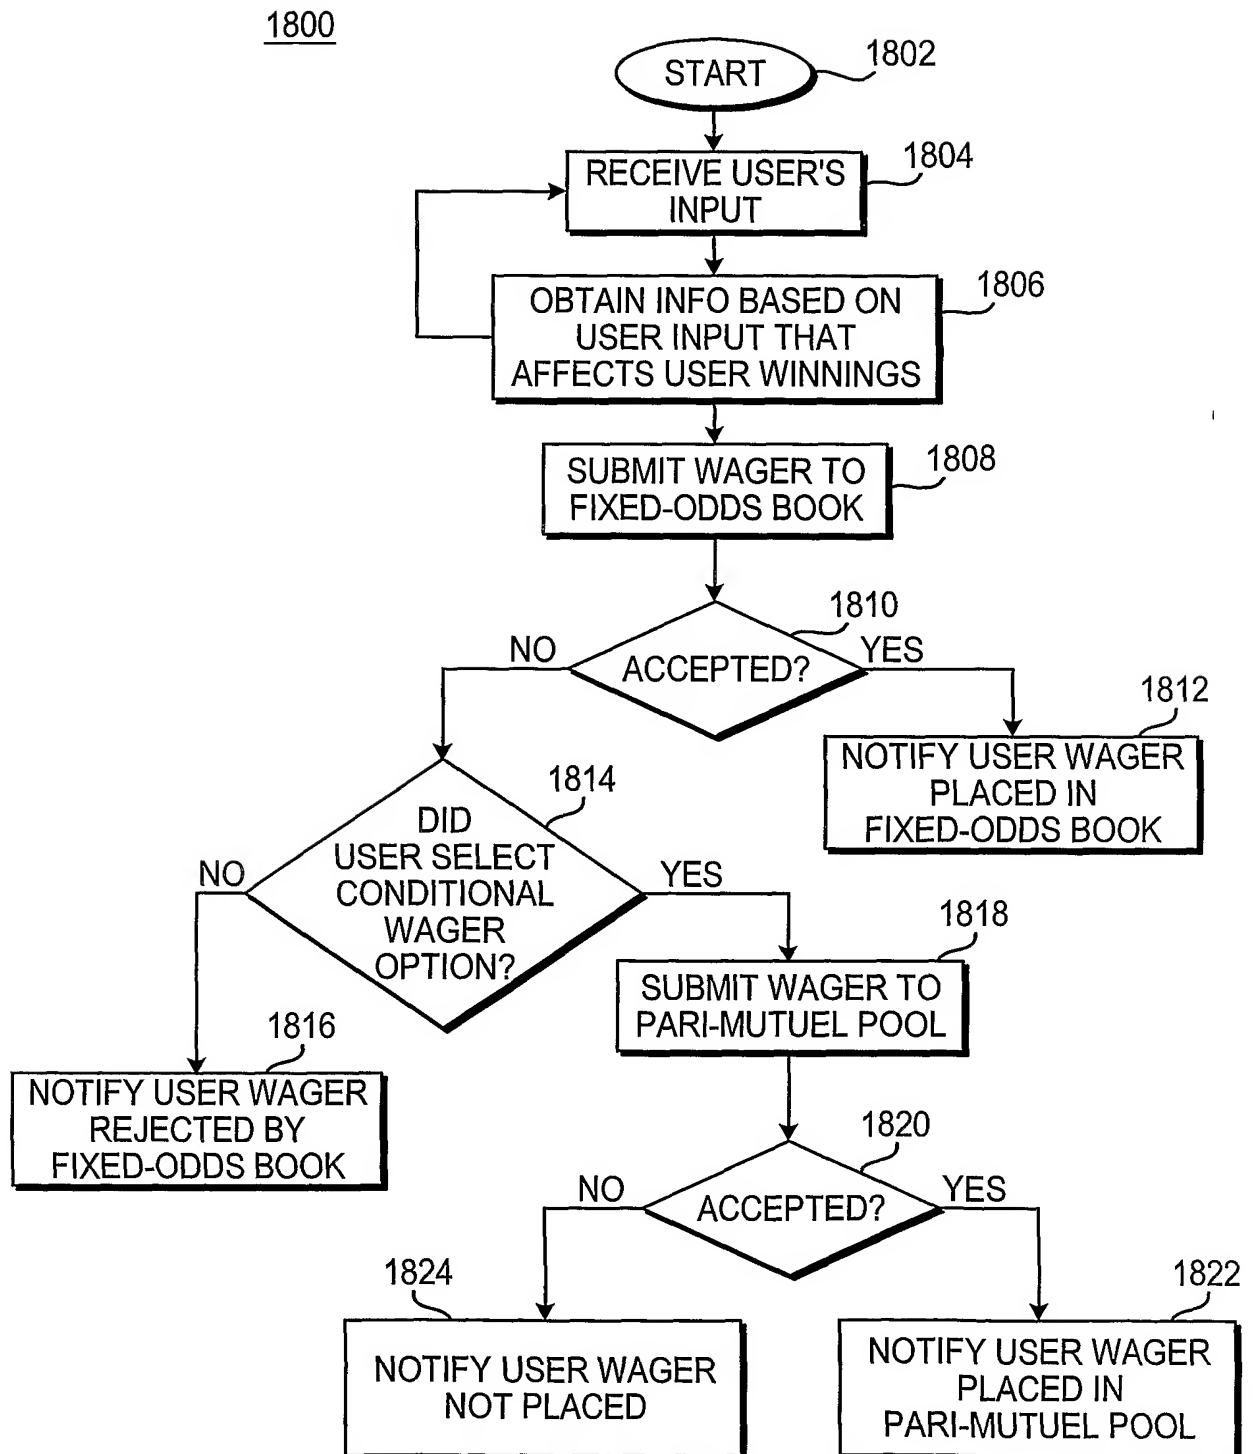 1800
START
1802
RECEIVE USER'S
INPUT
1804
OBTAIN INFO BASED ON
USER INPUT THAT
AFFECTS USER WINNINGS
1806
SUBMIT WAGER TO
FIXED-ODDS BOOK
1808
ACCEPTED?
1810
NO
YES
NOTIFY USER WAGER
PLACED IN
FIXED-ODDS BOOK
1812
DID
USER SELECT
CONDITIONAL
WAGER
OPTION?
1814
NO
YES
NOTIFY USER WAGER
REJECTED BY
FIXED-ODDS BOOK
1816
SUBMIT WAGER TO
PARI-MUTUEL POOL
1818
ACCEPTED?
1820
NO
YES
NOTIFY USER WAGER
NOT PLACED
1824
NOTIFY USER WAGER
PLACED IN
PARI-MUTUEL POOL
1822